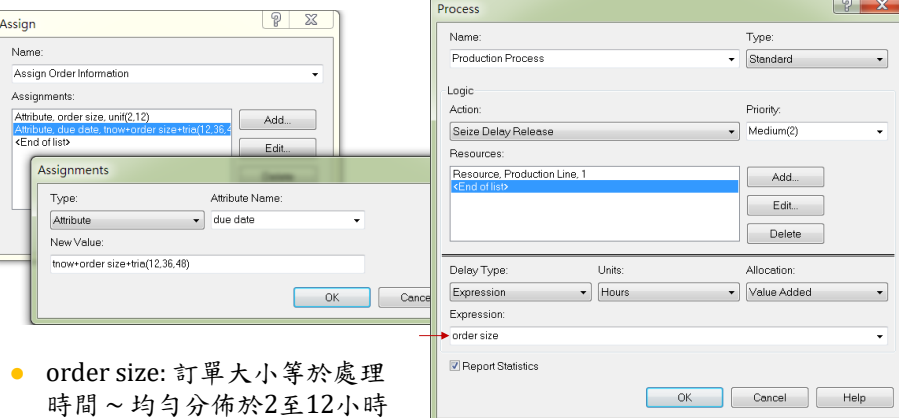 Assign
Name:
Assign Order Information
Assignments:
Attribute, order size, unif(2,12)
Attribute, due date, tnow+order size+tria(12,36,4
<End of list>
Add...
Edit...
Assignments
Type:
Attribute Name:
Attribute
due date
New Value:
tnow+order size+tria(12,36,48)
OK
Cance
Process
Name:
Type:
Production Process
Standard
Logic
Action:
Priority:
Seize Delay Release
Medium(2)
Resources:
Resource, Production Line, 1
<End of list>
Add...
Edit...
Delete
Delay Type:
Units:
Allocation:
Expression
Hours
Value Added
Expression:
order size
Report Statistics
OK
Cancel
Help
order size: 訂單大小等於處理
時間 ~ 均勻分佈於2至12小時